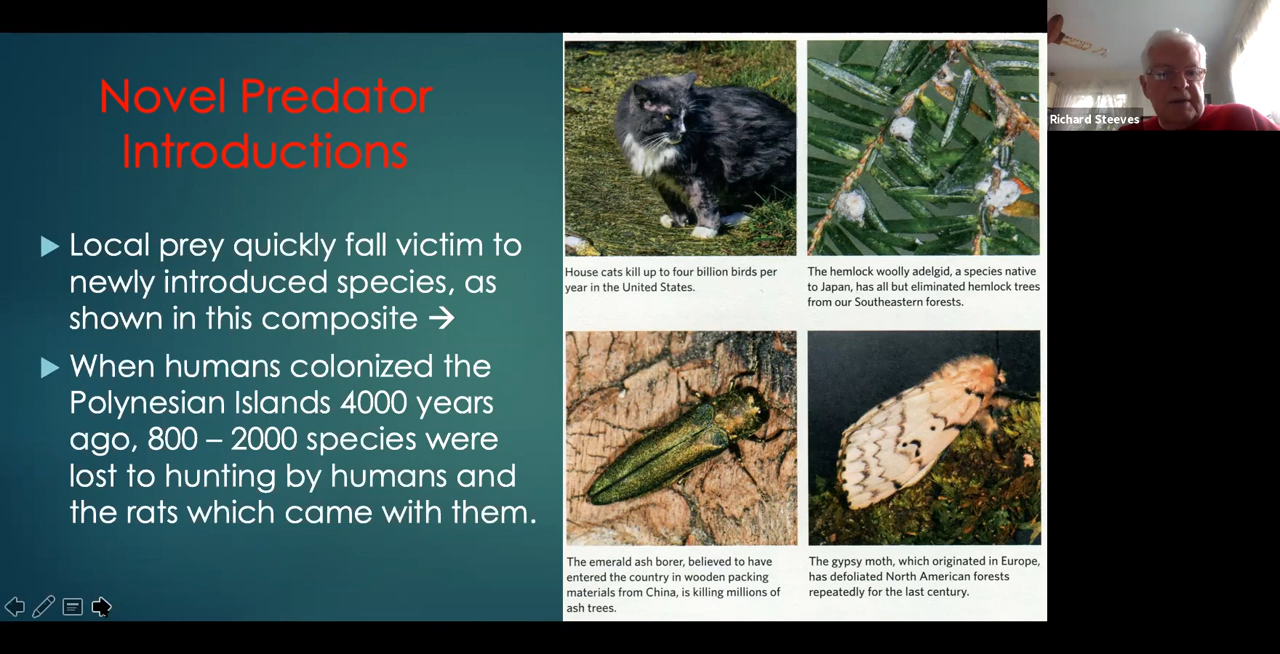 Novel Predator
Introductions
Local prey quickly fall victim to
newly introduced species, as
shown in this composite →
When humans colonized the
Polynesian Islands 4000 years
ago, 800 – 2000 species were
lost to hunting by humans and
the rats which came with them.
House cats kill up to four billion birds per
year in the United States.
The hemlock woolly adelgid, a species native
to Japan, has all but eliminated hemlock trees
from our Southeastern forests.
The emerald ash borer, believed to have
entered the country in wooden packing
materials from China, is killing millions of
ash trees.
The gypsy moth, which originated in Europe,
has defoliated North American forests
repeatedly for the last century.
Richard Steeves